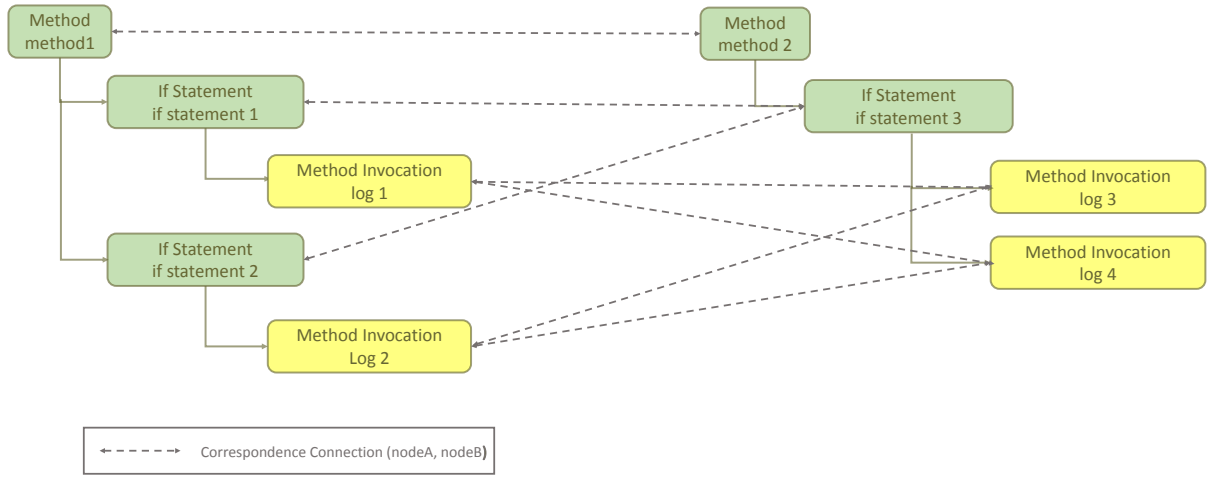 Method
method1
Method
method 2
If Statement
if statement 1
If Statement
if statement 3
Method Invocation
log 1
Method Invocation
log 3
If Statement
if statement 2
Method Invocation
log 4
Method Invocation
Log 2
Correspondence Connection (nodeA, nodeB)